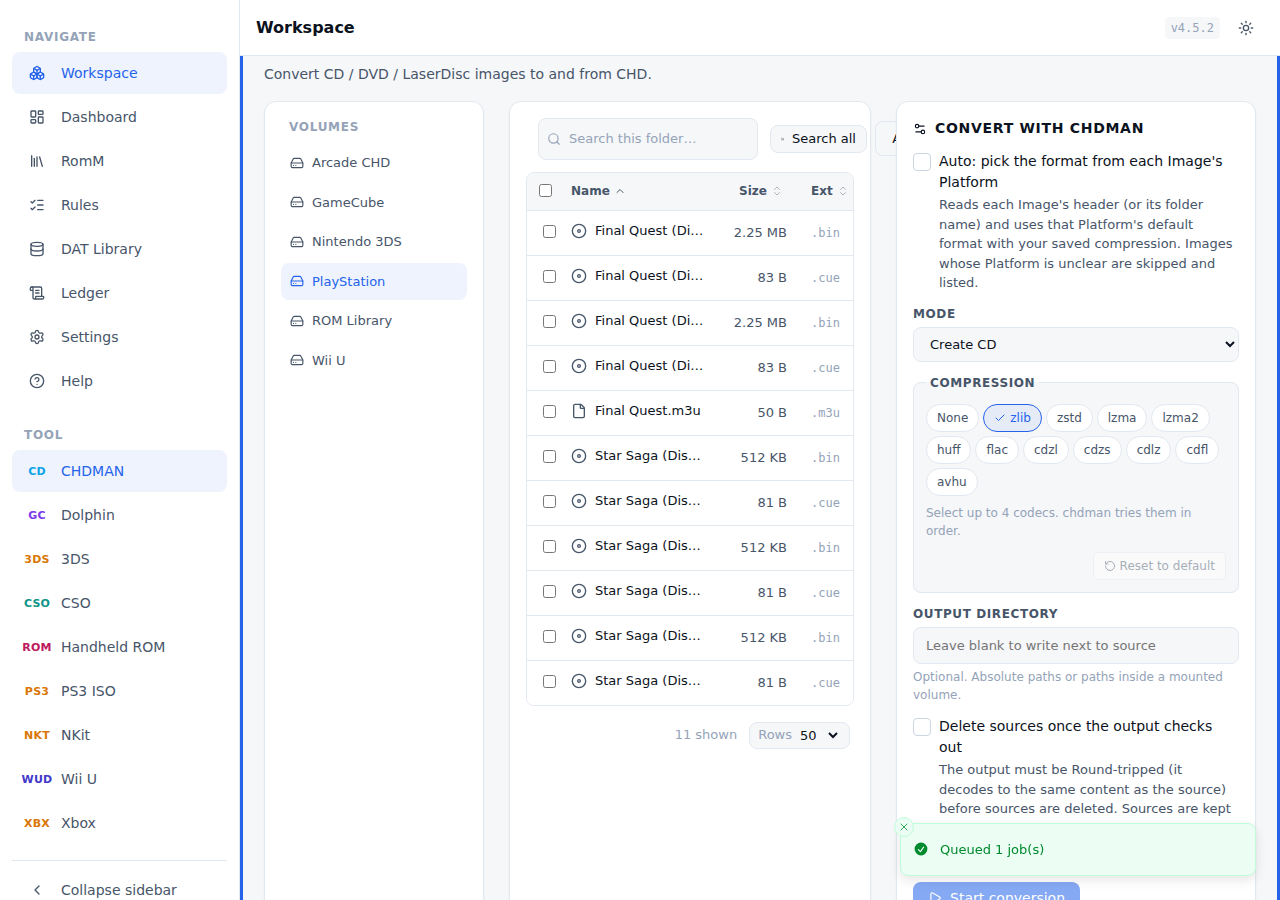 NAVIGATE
Workspace
Dashboard
RomM
Rules
DAT Library
Ledger
Settings
Help
TOOL
CD CHDMAN
GC Dolphin
3DS 3DS
CSO CSO
ROM Handheld ROM
PS3 PS3 ISO
NKT NKit
WUD Wii U
XBX Xbox
Collapse sidebar
Workspace
v4.5.2
Convert CD / DVD / LaserDisc images to and from CHD.
VOLUMES
Arcade CHD
GameCube
Nintendo 3DS
PlayStation
ROM Library
Wii U
Search this folder…
Search all
Name Size Ext
Final Quest (Di… 2.25 MB .bin
Final Quest (Di… 83 B .cue
Final Quest (Di… 2.25 MB .bin
Final Quest (Di… 83 B .cue
Final Quest.m3u 50 B .m3u
Star Saga (Dis… 512 KB .bin
Star Saga (Dis… 81 B .cue
Star Saga (Dis… 512 KB .bin
Star Saga (Dis… 81 B .cue
Star Saga (Dis… 512 KB .bin
Star Saga (Dis… 81 B .cue
11 shown Rows 50
CONVERT WITH CHDMAN
Auto: pick the format from each Image's
Platform
Reads each Image's header (or its folder
name) and uses that Platform's default
format with your saved compression. Images
whose Platform is unclear are skipped and
listed.
MODE
Create CD
COMPRESSION
None zlib zstd lzma lzma2
huff flac cdzl cdzs cdlz cdfl
avhu
Select up to 4 codecs. chdman tries them in
order.
Reset to default
OUTPUT DIRECTORY
Leave blank to write next to source
Optional. Absolute paths or paths inside a mounted
volume.
Delete sources once the output checks
out
The output must be Round-tripped (it
decodes to the same content as the source)
before sources are deleted. Sources are kept
Queued 1 job(s)
Start conversion